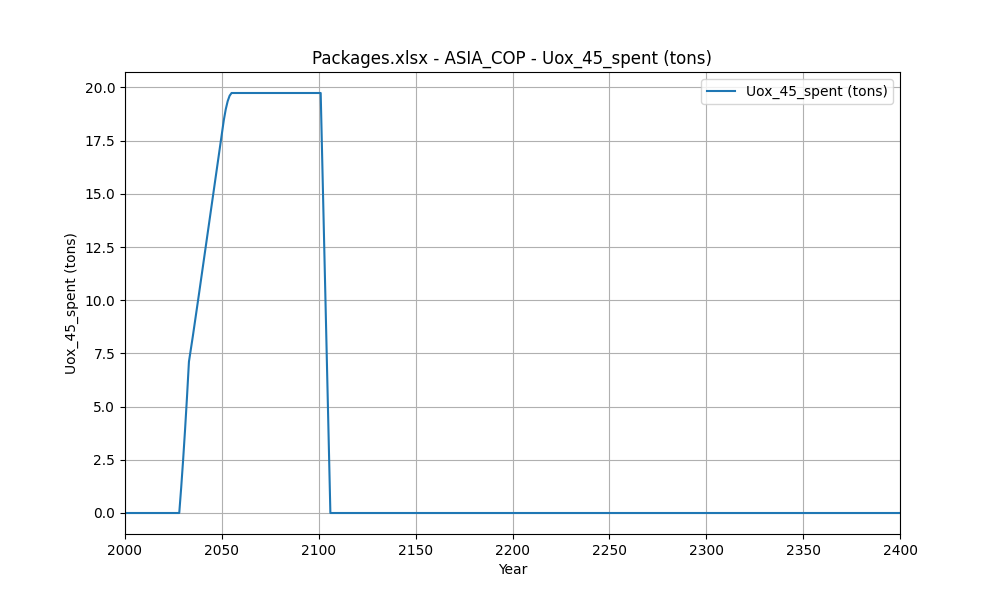 Packages.xlsx - ASIA_COP - Uox_45_spent (tons)
Uox_45_spent (tons)
20.0
17.5
15.0
12.5
10.0
7.5
5.0
2.5
0.0
Uox_45_spent (tons)
2000 2050 2100 2150 2200 2250 2300 2350 2400
Year